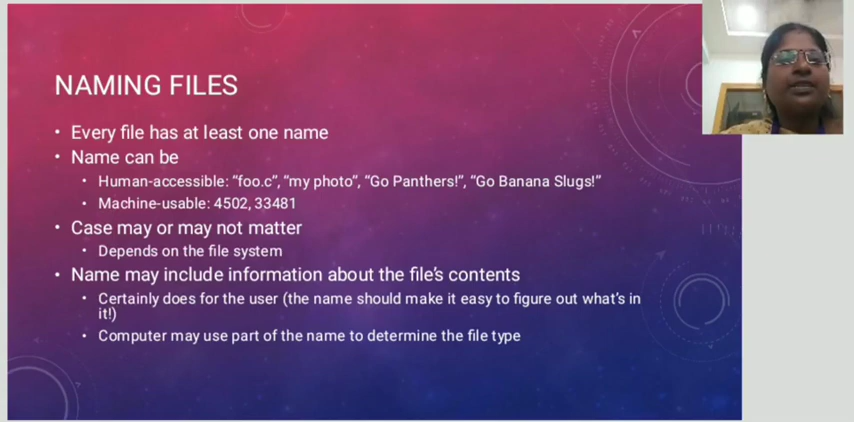 NAMING FILES
• Every file has at least one name
• Name can be
• Human-accessible: “foo.c”, “my photo”, “Go Panthers!”, “Go Banana Slugs!”
• Machine-usable: 4502, 33481
• Case may or may not matter
• Depends on the file system
• Name may include information about the file’s contents
• Certainly does for the user (the name should make it easy to figure out what’s in
it!)
• Computer may use part of the name to determine the file type